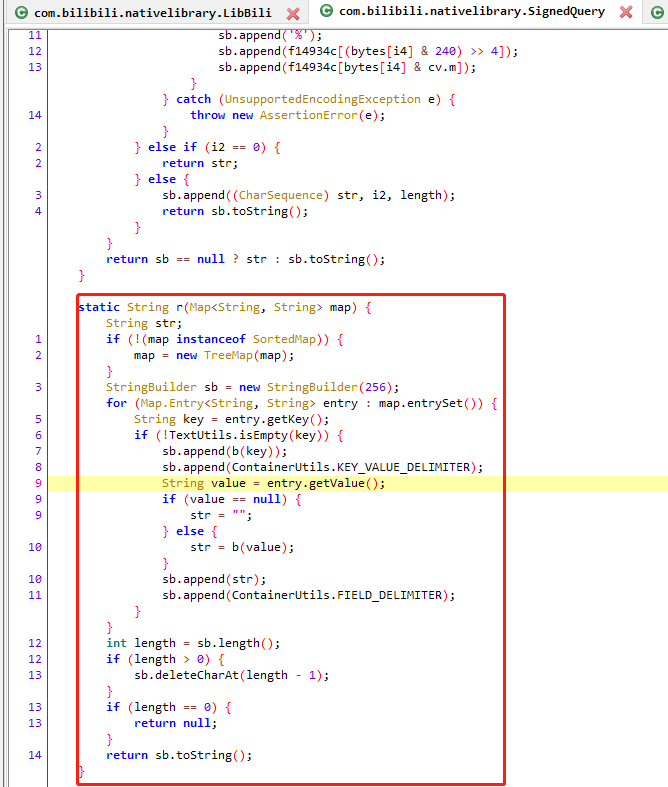 com.bilibili.nativelibrary.LibBili com.bilibili.nativelibrary.SignedQuery
11 sb.append('%');
12 sb.append(f14934c[(bytes[i4] & 240) >> 4]);
13 sb.append(f14934c[bytes[i4] & cv.m]);
}
} catch (UnsupportedEncodingException e) {
14 throw new AssertionError(e);
}
2 } else if (i2 == 0) {
2 return str;
} else {
3 sb.append((CharSequence) str, i2, length);
4 return sb.toString();
}
}
return sb == null ? str : sb.toString();
}
static String r(Map<String, String> map) {
String str;
1 if (!(map instanceof SortedMap)) {
2 map = new TreeMap(map);
}
3 StringBuilder sb = new StringBuilder(256);
for (Map.Entry<String, String> entry : map.entrySet()) {
5 String key = entry.getKey();
6 if (!TextUtils.isEmpty(key)) {
7 sb.append(b(key));
8 sb.append(ContainerUtils.KEY_VALUE_DELIMITER);
9 String value = entry.getValue();
9 if (value == null) {
9 str = "";
} else {
10 str = b(value);
}
10 sb.append(str);
11 sb.append(ContainerUtils.FIELD_DELIMITER);
}
}
12 int length = sb.length();
12 if (length > 0) {
13 sb.deleteCharAt(length - 1);
}
13 if (length == 0) {
13 return null;
}
14 return sb.toString();
}